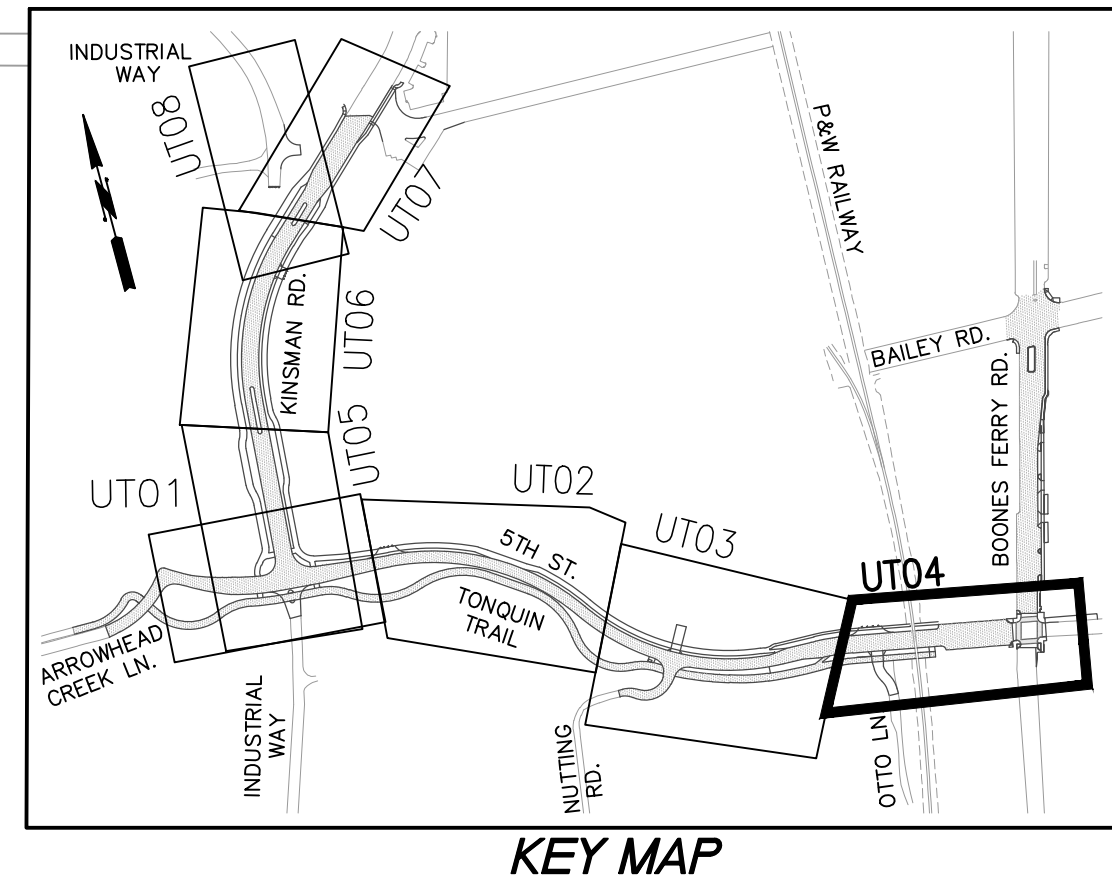 INDUSTRIAL
WAY
UT08
UT07
P&W RAILWAY
KINSMAN RD.
UT06
BAILEY RD.
BOONES FERRY RD.
UT05
UT01
UT02
UT03
5TH ST.
UT04
TONQUIN
TRAIL
ARROWHEAD
CREEK LN.
INDUSTRIAL
WAY
NUTTING
RD.
OTTO LN
KEY MAP